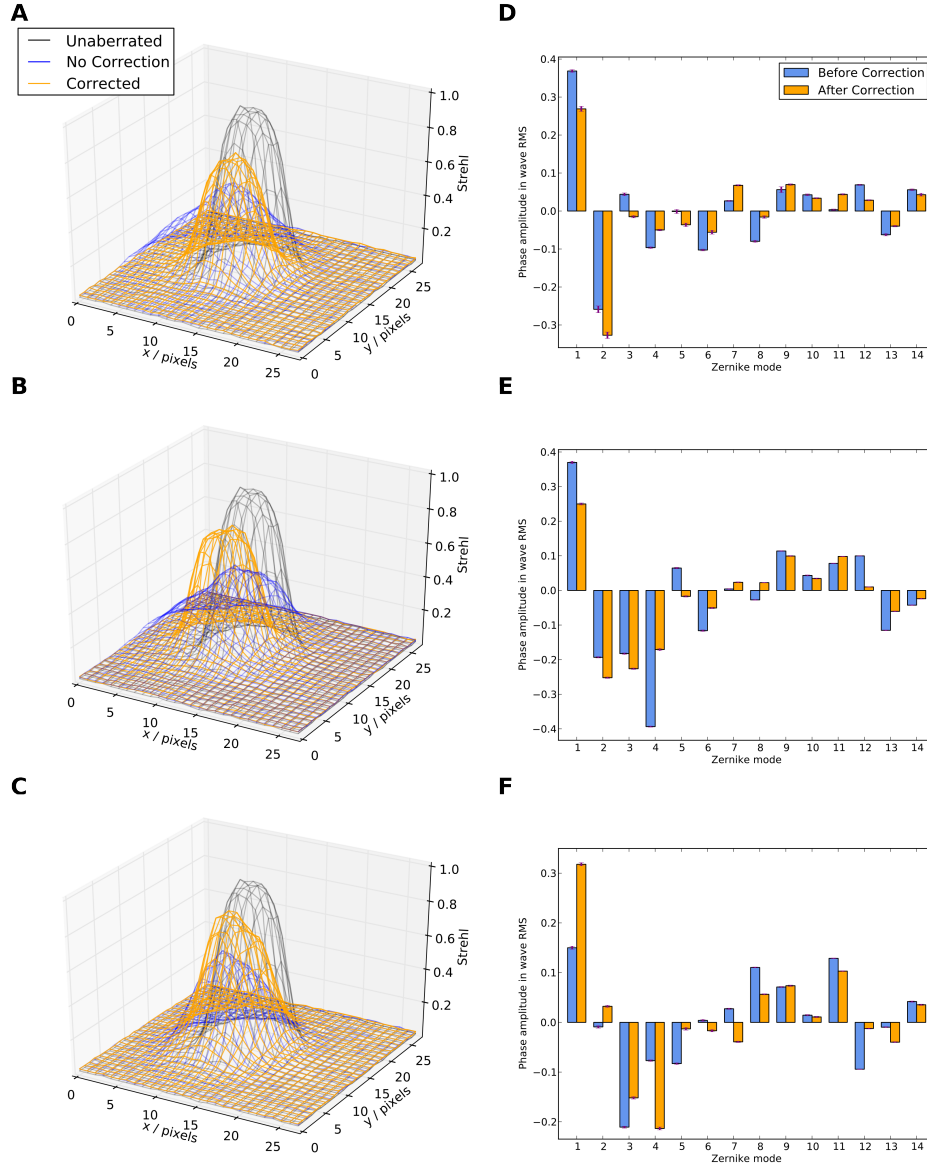 A
Unaberrated
No Correction
Corrected
1.0
0.8
0.6
0.4
0.2
Strehl
0
5
10
15
20
25
x / pixels
0
5
10
15
20
25
y / pixels
D
Before Correction
After Correction
0.4
0.3
0.2
0.1
0.0
−0.1
−0.2
−0.3
Phase amplitude in wave RMS
1 2 3 4 5 6 7 8 9 10 11 12 13 14
Zernike mode
B
1.0
0.8
0.6
0.4
0.2
Strehl
0
5
10
15
20
25
x / pixels
0
5
10
15
20
25
y / pixels
E
0.4
0.3
0.2
0.1
0.0
−0.1
−0.2
−0.3
−0.4
Phase amplitude in wave RMS
1 2 3 4 5 6 7 8 9 10 11 12 13 14
Zernike mode
C
1.0
0.8
0.6
0.4
0.2
Strehl
0
5
10
15
20
25
x / pixels
0
5
10
15
20
25
y / pixels
F
0.3
0.2
0.1
0.0
−0.1
−0.2
Phase amplitude in wave RMS
1 2 3 4 5 6 7 8 9 10 11 12 13 14
Zernike mode